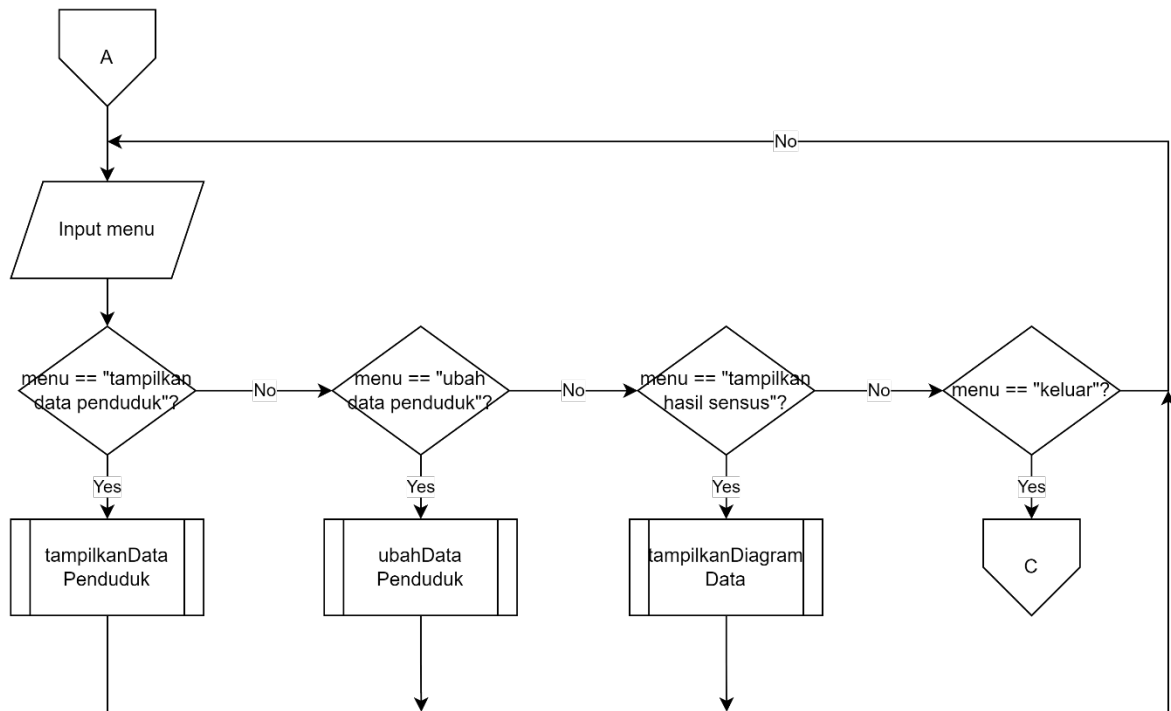 A
No
Input menu
menu == "tampilkan
data penduduk"?
No
menu == "ubah
data penduduk"?
No
menu == "tampilkan
hasil sensus"?
No
menu == "keluar"?
Yes
Yes
Yes
Yes
tampilkanData
Penduduk
ubahData
Penduduk
tampilkanDiagram
Data
C